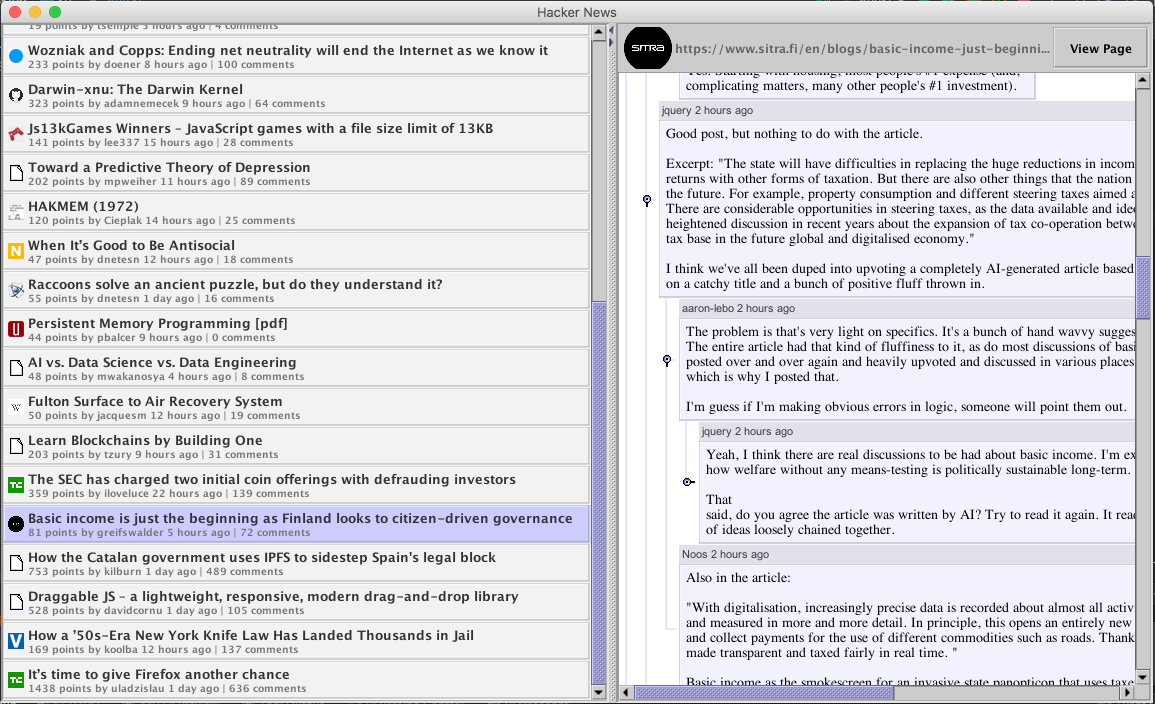 Hacker News
19 points by tsemple 5 hours ago | 4 comments
Wozniak and Copps: Ending net neutrality will end the Internet as we know it
233 points by doener 8 hours ago | 100 comments
Darwin-xnu: The Darwin Kernel
323 points by adamnemecek 9 hours ago | 64 comments
Js13kGames Winners – JavaScript games with a file size limit of 13KB
141 points by lee337 15 hours ago | 28 comments
Toward a Predictive Theory of Depression
202 points by mpweiher 11 hours ago | 89 comments
HAKMEM (1972)
120 points by Cieplak 14 hours ago | 25 comments
N
When It’s Good to Be Antisocial
47 points by dnetesn 12 hours ago | 18 comments
Raccoons solve an ancient puzzle, but do they understand it?
55 points by dnetesn 1 day ago | 16 comments
Persistent Memory Programming [pdf]
44 points by pbalcer 9 hours ago | 0 comments
AI vs. Data Science vs. Data Engineering
48 points by mwakanosya 4 hours ago | 8 comments
W
Fulton Surface to Air Recovery System
50 points by jacquesm 12 hours ago | 19 comments
Learn Blockchains by Building One
203 points by tzury 9 hours ago | 31 comments
TC
The SEC has charged two initial coin offerings with defrauding investors
359 points by iloveluce 22 hours ago | 139 comments
Basic income is just the beginning as Finland looks to citizen-driven governance
81 points by greifswalder 5 hours ago | 72 comments
How the Catalan government uses IPFS to sidestep Spain's legal block
753 points by kilburn 1 day ago | 489 comments
Draggable JS – a lightweight, responsive, modern drag-and-drop library
528 points by davidcornu 1 day ago | 105 comments
V
How a ’50s-Era New York Knife Law Has Landed Thousands in Jail
169 points by koolba 12 hours ago | 137 comments
TC
It’s time to give Firefox another chance
1438 points by uladzislau 1 day ago | 636 comments
SITRA
https://www.sitra.fi/en/blogs/basic-income-just-beginni...
View Page
Yes. Starting with housing, most people's #1 expense (and,
complicating matters, many other people's #1 investment).
jquery 2 hours ago
Good post, but nothing to do with the article.
Excerpt: "The state will have difficulties in replacing the huge reductions in incom
returns with other forms of taxation. But there are also other things that the nation
the future. For example, property consumption and different steering taxes aimed a
There are considerable opportunities in steering taxes, as the data available and idec
heightened discussion in recent years about the expansion of tax co-operation betwe
tax base in the future global and digitalised economy."
I think we've all been duped into upvoting a completely AI-generated article based
on a catchy title and a bunch of positive fluff thrown in.
aaron-lebo 2 hours ago
The problem is that's very light on specifics. It's a bunch of hand wavvy sugges
The entire article had that kind of fluffiness to it, as do most discussions of basi
posted over and over again and heavily upvoted and discussed in various places
which is why I posted that.
I'm guess if I'm making obvious errors in logic, someone will point them out.
jquery 2 hours ago
Yeah, I think there are real discussions to be had about basic income. I'm ex
how welfare without any means-testing is politically sustainable long-term.
That
said, do you agree the article was written by AI? Try to read it again. It read
of ideas loosely chained together.
Noos 2 hours ago
Also in the article:
"With digitalisation, increasingly precise data is recorded about almost all activ
and measured in more and more detail. In principle, this opens an entirely new
and collect payments for the use of different commodities such as roads. Thank
made transparent and taxed fairly in real time. "
Basic income as the smokescreen for an invasive state panopticon that uses taxe